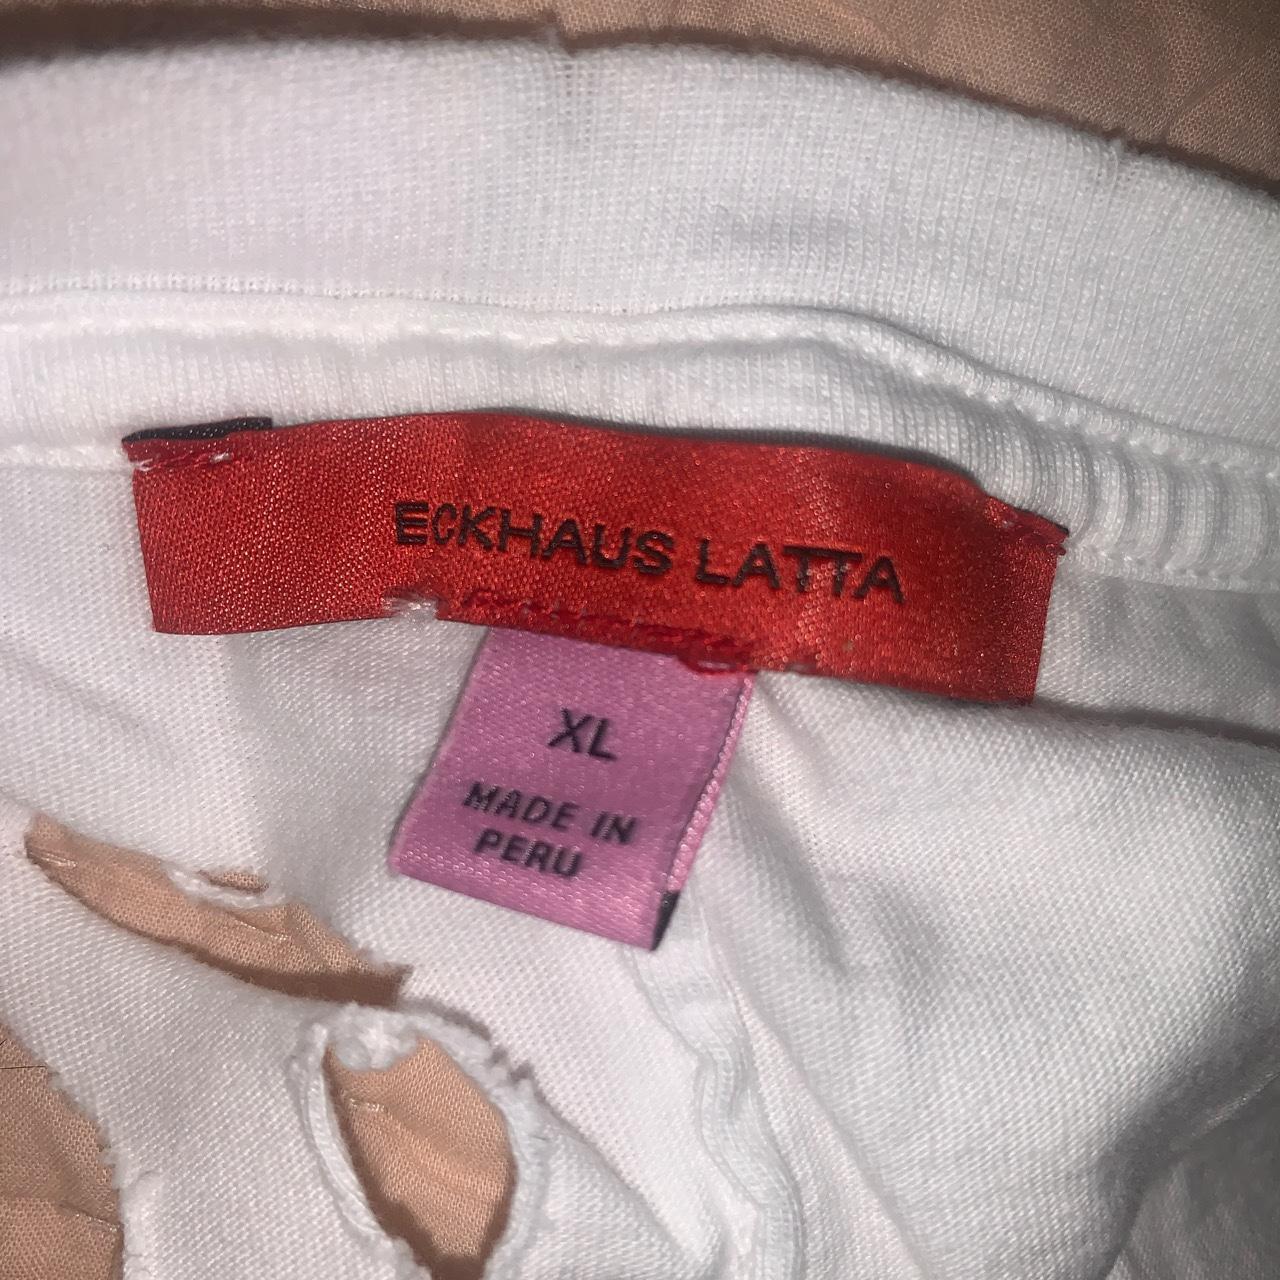 ECKHAUS LATTA
XL
MADE IN
PERU